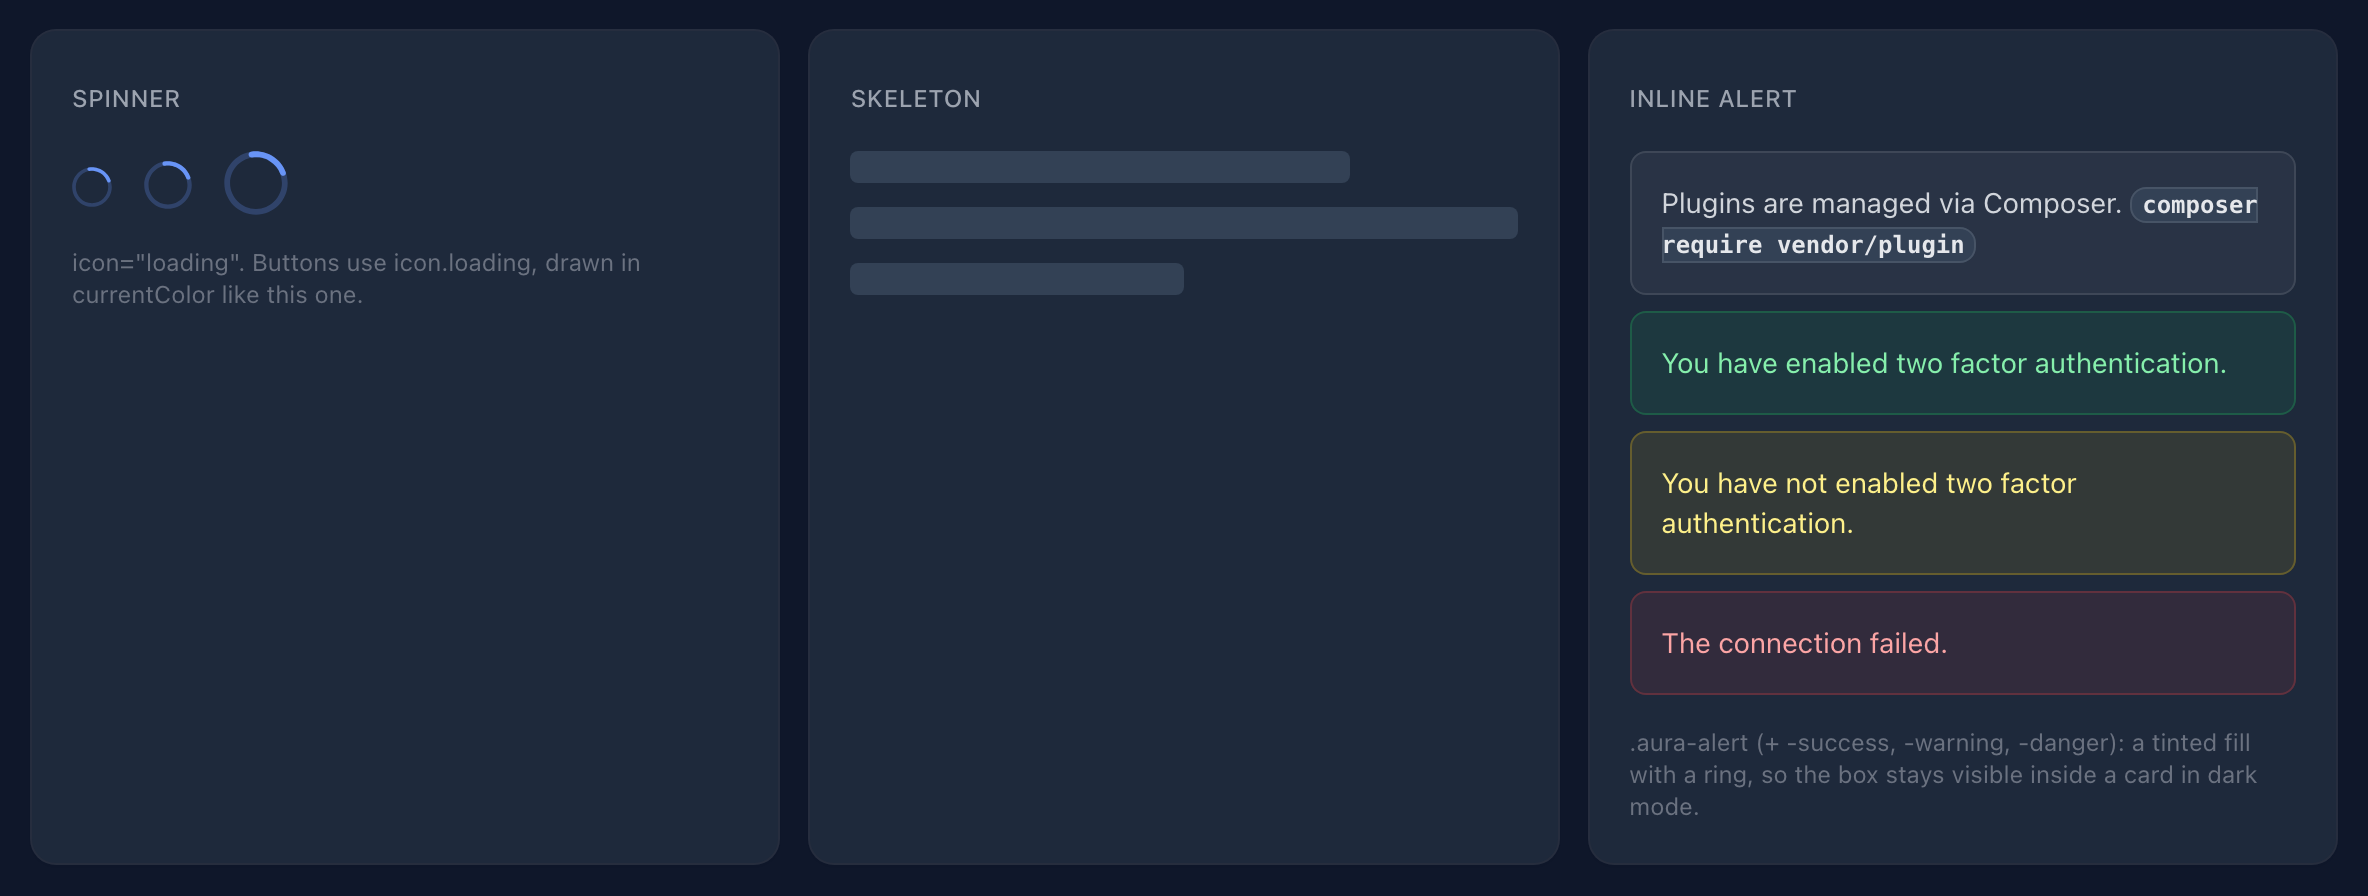 SPINNER
icon="loading". Buttons use icon.loading, drawn in
currentColor like this one.
SKELETON
INLINE ALERT
Plugins are managed via Composer. composer
require vendor/plugin
You have enabled two factor authentication.
You have not enabled two factor
authentication.
The connection failed.
.aura-alert (+ -success, -warning, -danger): a tinted fill
with a ring, so the box stays visible inside a card in dark
mode.